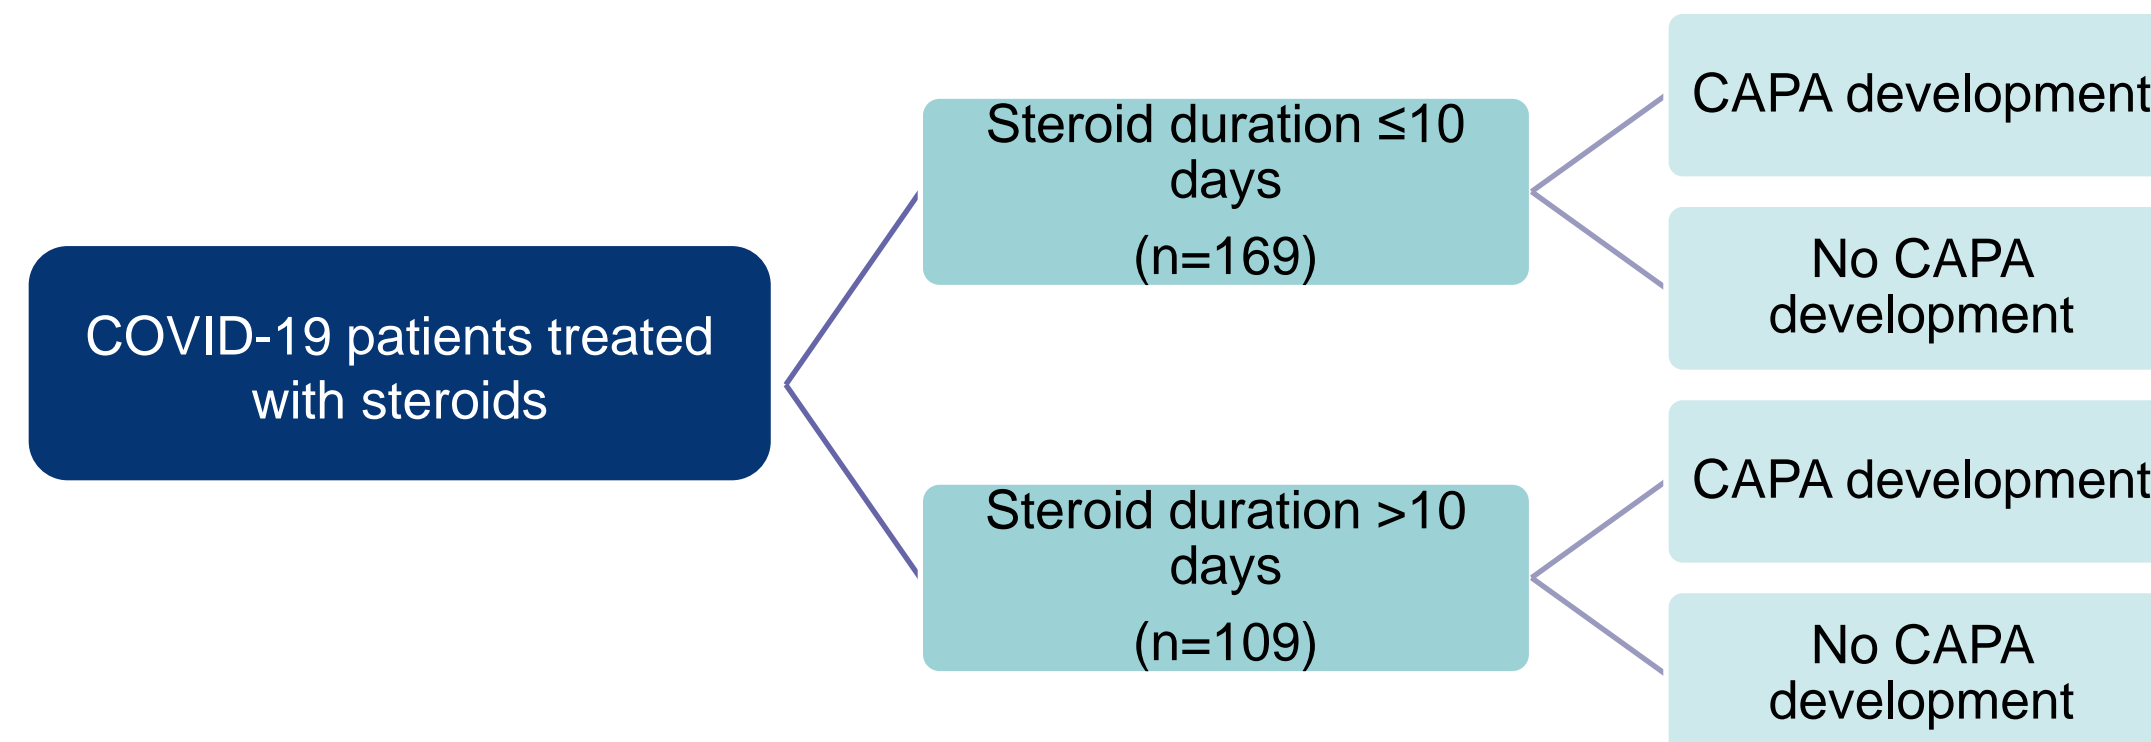 COVID-19 patients treated
with steroids
Steroid duration ≤10
days
(n=169)
CAPA development
No CAPA
development
Steroid duration >10
days
(n=109)
CAPA development
No CAPA
development